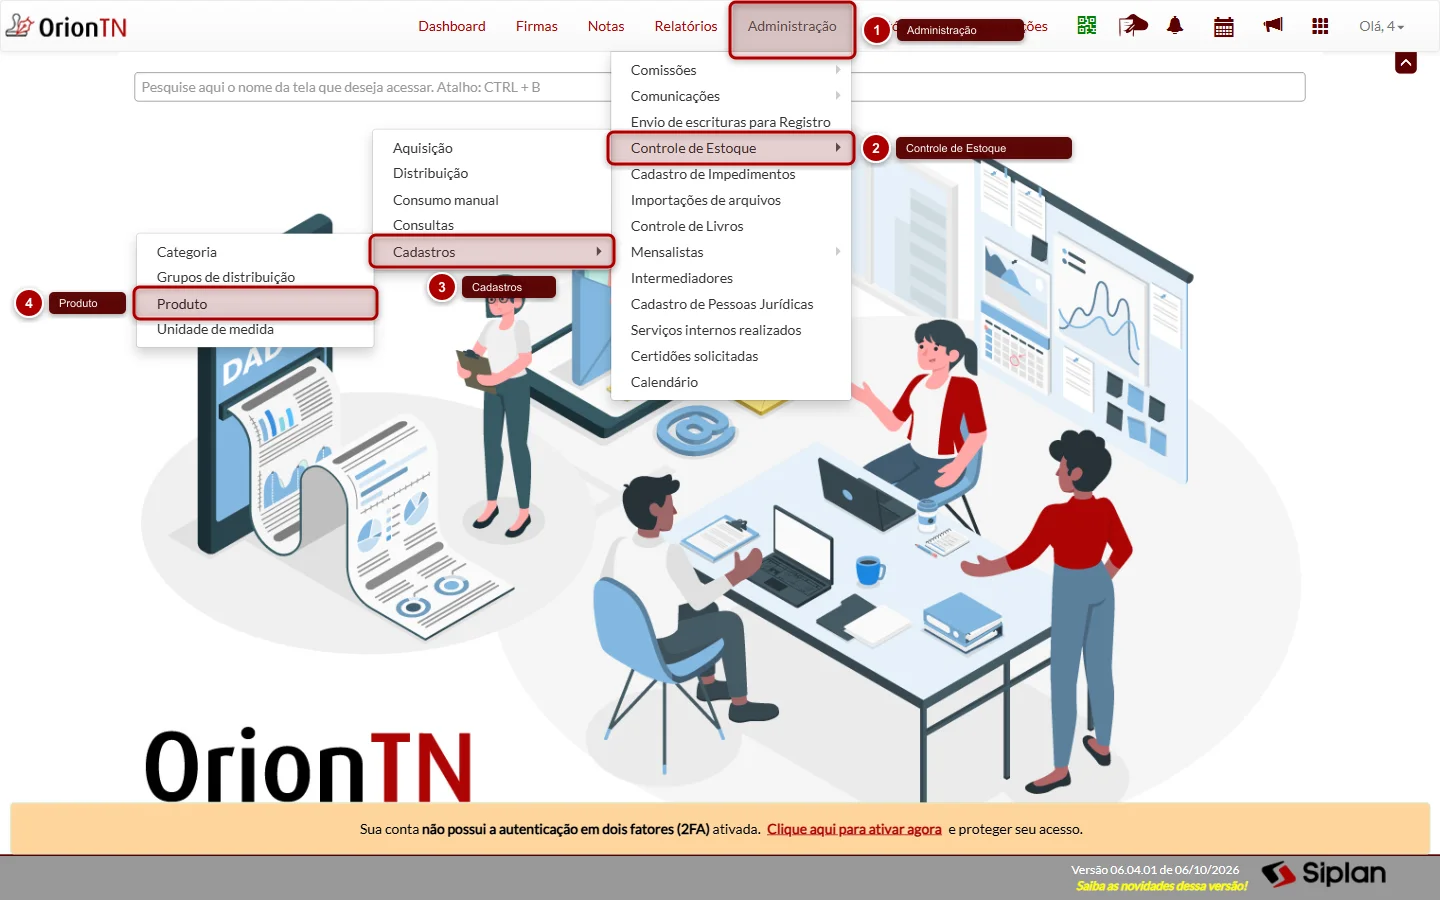 OrionTN
Dashboard
Firmas
Notas
Relatórios
Administração
1
Administração
ões
Olá, 4
Pesquise aqui o nome da tela que deseja acessar. Atalho: CTRL + B
Comissões
Comunicações
Envio de escrituras para Registro
Controle de Estoque
2
Controle de Estoque
Cadastro de Impedimentos
Importações de arquivos
Controle de Livros
Mensalistas
Intermediadores
Cadastro de Pessoas Jurídicas
Serviços internos realizados
Certidões solicitadas
Calendário
Aquisição
Distribuição
Consumo manual
Consultas
Cadastros
3
Cadastros
Categoria
Grupos de distribuição
4
Produto
Produto
Unidade de medida
DAD
@
OrionTN
Sua conta não possui a autenticação em dois fatores (2FA) ativada. Clique aqui para ativar agora e proteger seu acesso.
Versão 06.04.01 de 06/10/2026
Saiba as novidades dessa versão!
Siplan